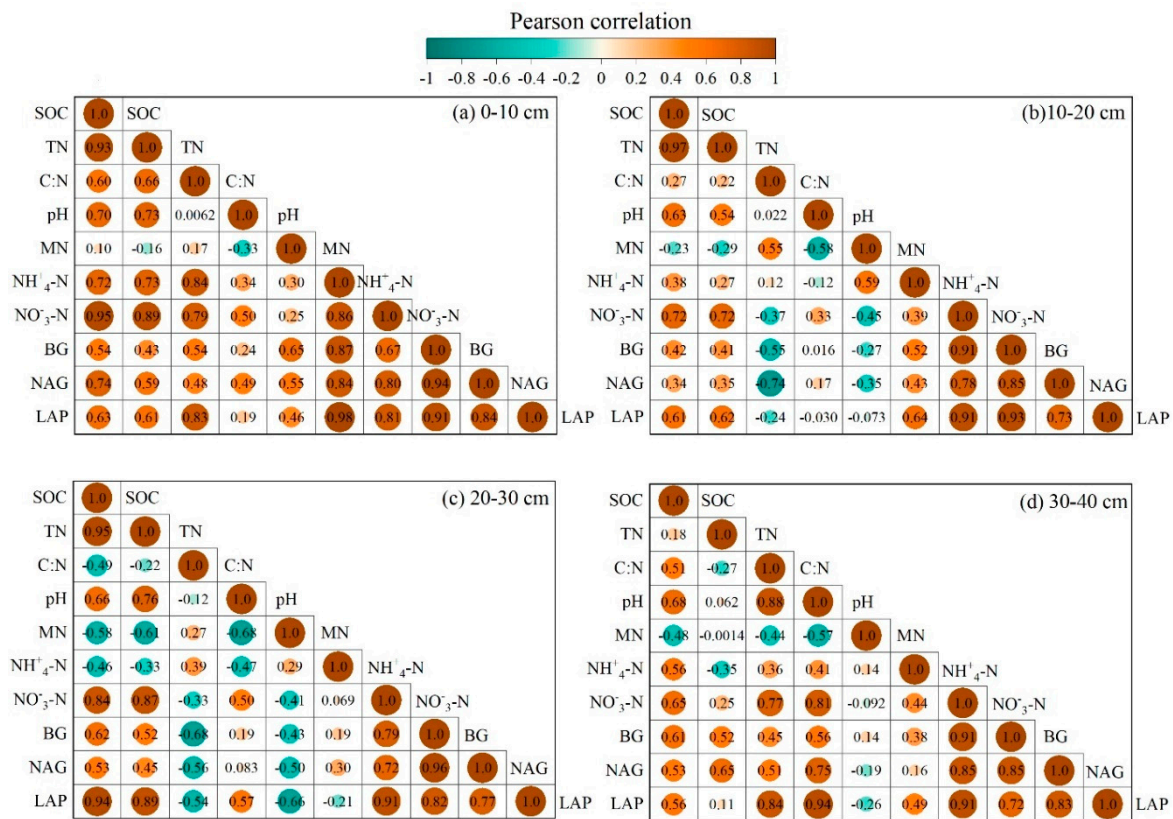 Pearson correlation
-1 -0.8 -0.6 -0.4 -0.2 0 0.2 0.4 0.6 0.8 1
(a) 0-10 cm
SOC 1.0 SOC
TN 0.93 1.0 TN
C:N 0.60 0.66 1.0 C:N
pH 0.70 0.73 0.0062 1.0 pH
MN 0.10 -0.16 0.17 -0.33 1.0 MN
NH⁺₄-N 0.72 0.73 0.84 0.34 0.30 1.0 NH⁺₄-N
NO⁻₃-N 0.95 0.89 0.79 0.50 0.25 0.86 1.0 NO⁻₃-N
BG 0.54 0.43 0.54 0.24 0.65 0.87 0.67 1.0 BG
NAG 0.74 0.59 0.48 0.49 0.55 0.84 0.80 0.94 1.0 NAG
LAP 0.63 0.61 0.83 0.19 0.46 0.98 0.81 0.91 0.84 1.0 LAP
(b)10-20 cm
SOC 1.0 SOC
TN 0.97 1.0 TN
C:N 0.27 0.22 1.0 C:N
pH 0.63 0.54 0.022 1.0 pH
MN -0.23 -0.29 0.55 -0.58 1.0 MN
NH⁺₄-N 0.38 0.27 0.12 -0.12 0.59 1.0 NH⁺₄-N
NO⁻₃-N 0.72 0.72 -0.37 0.33 -0.45 0.39 1.0 NO⁻₃-N
BG 0.42 0.41 -0.55 0.016 -0.27 0.52 0.91 1.0 BG
NAG 0.34 0.35 -0.74 0.17 -0.35 0.43 0.78 0.85 1.0 NAG
LAP 0.61 0.62 -0.24 -0.030 -0.073 0.64 0.91 0.93 0.73 1.0 LAP
(c) 20-30 cm
SOC 1.0 SOC
TN 0.95 1.0 TN
C:N -0.49 -0.22 1.0 C:N
pH 0.66 0.76 -0.12 1.0 pH
MN -0.58 -0.61 0.27 -0.68 1.0 MN
NH⁺₄-N -0.46 -0.33 0.39 -0.47 0.29 1.0 NH⁺₄-N
NO⁻₃-N 0.84 0.87 -0.33 0.50 -0.41 0.069 1.0 NO⁻₃-N
BG 0.62 0.52 -0.68 0.19 -0.43 0.19 0.79 1.0 BG
NAG 0.53 0.45 -0.56 0.083 -0.50 0.30 0.72 0.96 1.0 NAG
LAP 0.94 0.89 -0.54 0.57 -0.66 -0.21 0.91 0.82 0.77 1.0 LAP
(d) 30-40 cm
SOC 1.0 SOC
TN 0.18 1.0 TN
C:N 0.51 -0.27 1.0 C:N
pH 0.68 0.062 0.88 1.0 pH
MN -0.48 -0.0014 -0.44 -0.57 1.0 MN
NH⁺₄-N 0.56 -0.35 0.36 0.41 0.14 1.0 NH⁺₄-N
NO⁻₃-N 0.65 0.25 0.77 0.81 -0.092 0.44 1.0 NO⁻₃-N
BG 0.61 0.52 0.45 0.56 0.14 0.38 0.91 1.0 BG
NAG 0.53 0.65 0.51 0.75 -0.19 0.16 0.85 0.85 1.0 NAG
LAP 0.56 0.11 0.84 0.94 -0.26 0.49 0.91 0.72 0.83 1.0 LAP